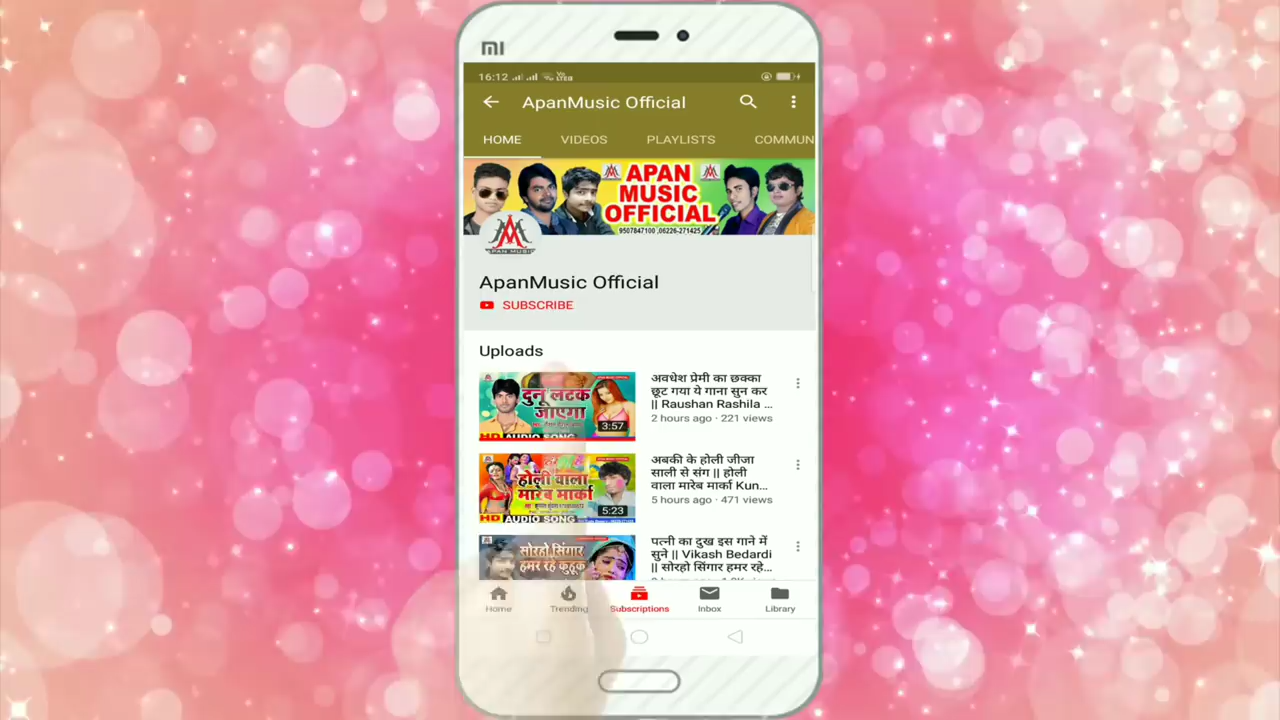 mi
16:12
ApanMusic Official
HOME VIDEOS PLAYLISTS COMMUN
APAN
MUSIC
OFFICIAL
9507847100 ,06226-271425
ApanMusic Official
SUBSCRIBE
Uploads
दुनू लटक
जाएगा
3:57
HD AUDIO SONG
अवधेश प्रेमी का छक्का
छूट गया ये गाना सुन कर
|| Raushan Rashila ...
2 hours ago · 221 views
होली वाला
मारेब मार्का
5:23
HD AUDIO SONG
अबकी के होली जीजा
साली से संग || होली
वाला मारेब मार्का Kun...
5 hours ago · 471 views
सोरहो सिंगार
हमर रहे कुहूक
पत्नी का दुख इस गाने में
सुने || Vikash Bedardi
|| सोरहो सिंगार हमर रहे...
Home Trending Subscriptions Inbox Library